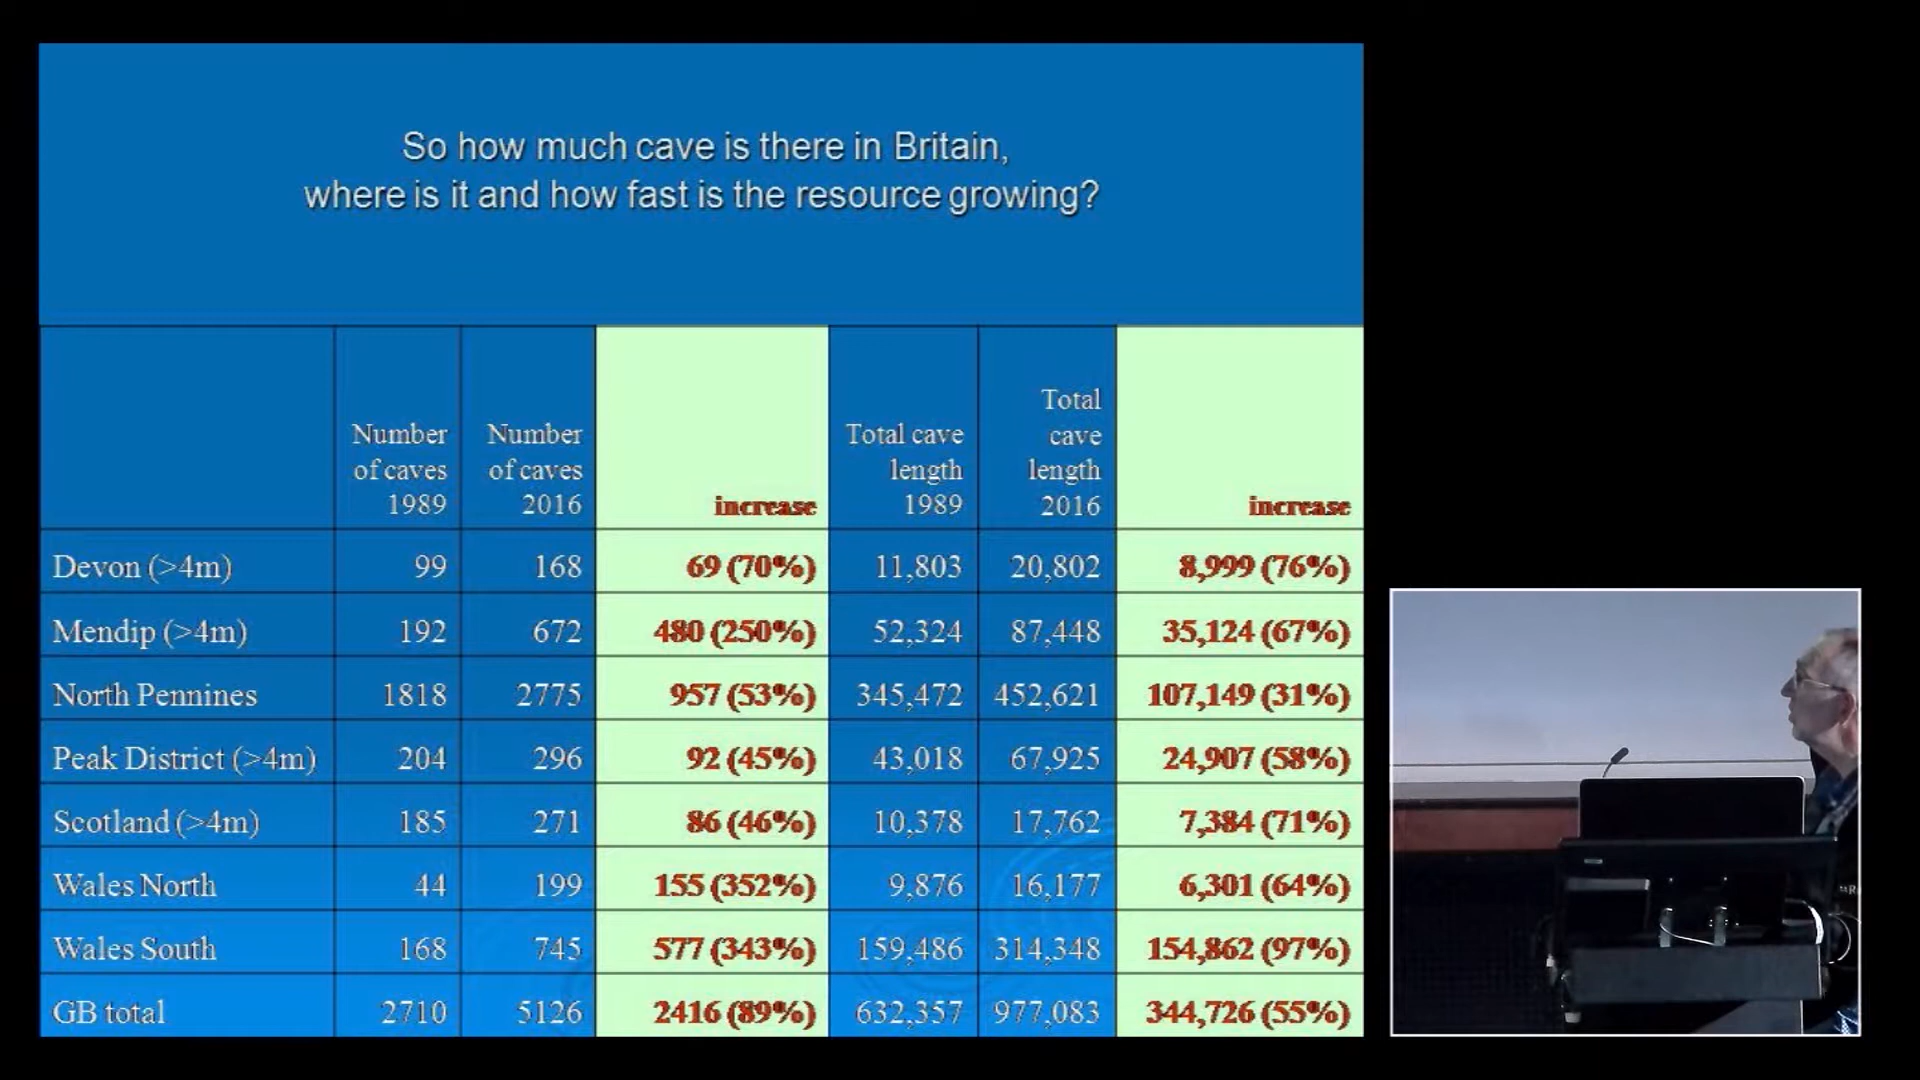 So how much cave is there in Britain,
where is it and how fast is the resource growing?
Number of caves 1989
Number of caves 2016
increase
Total cave length 1989
Total cave length 2016
increase
Devon (>4m) 99 168 69 (70%) 11,803 20,802 8,999 (76%)
Mendip (>4m) 192 672 480 (250%) 52,324 87,448 35,124 (67%)
North Pennines 1818 2775 957 (53%) 345,472 452,621 107,149 (31%)
Peak District (>4m) 204 296 92 (45%) 43,018 67,925 24,907 (58%)
Scotland (>4m) 185 271 86 (46%) 10,378 17,762 7,384 (71%)
Wales North 44 199 155 (352%) 9,876 16,177 6,301 (64%)
Wales South 168 745 577 (343%) 159,486 314,348 154,862 (97%)
GB total 2710 5126 2416 (89%) 632,357 977,083 344,726 (55%)